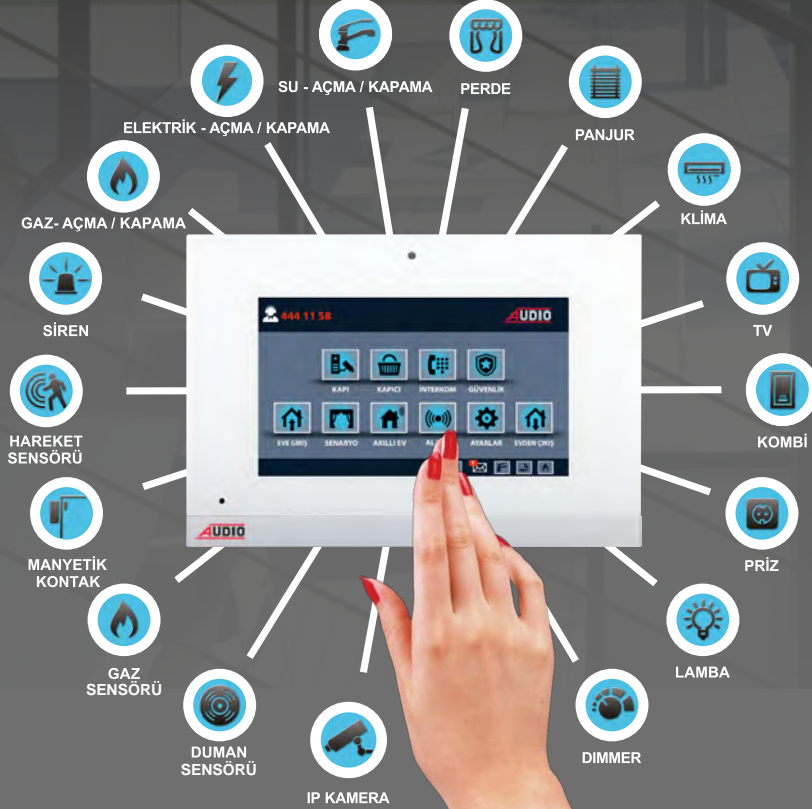 SU - AÇMA / KAPAMA
PERDE
ELEKTRİK - AÇMA / KAPAMA
PANJUR
GAZ- AÇMA / KAPAMA
KLİMA
SİREN
TV
HAREKET
SENSÖRÜ
KOMBİ
MANYETİK
KONTAK
PRİZ
GAZ
SENSÖRÜ
LAMBA
DUMAN
SENSÖRÜ
DIMMER
IP KAMERA
444 11 58
AUDIO
KAPI
KAPICI
İNTERKOM
GÜVENLİK
EVE GİRİŞ
SENARYO
AKILLI EV
AYARLAR
EVDEN ÇIKIŞ
AUDIO